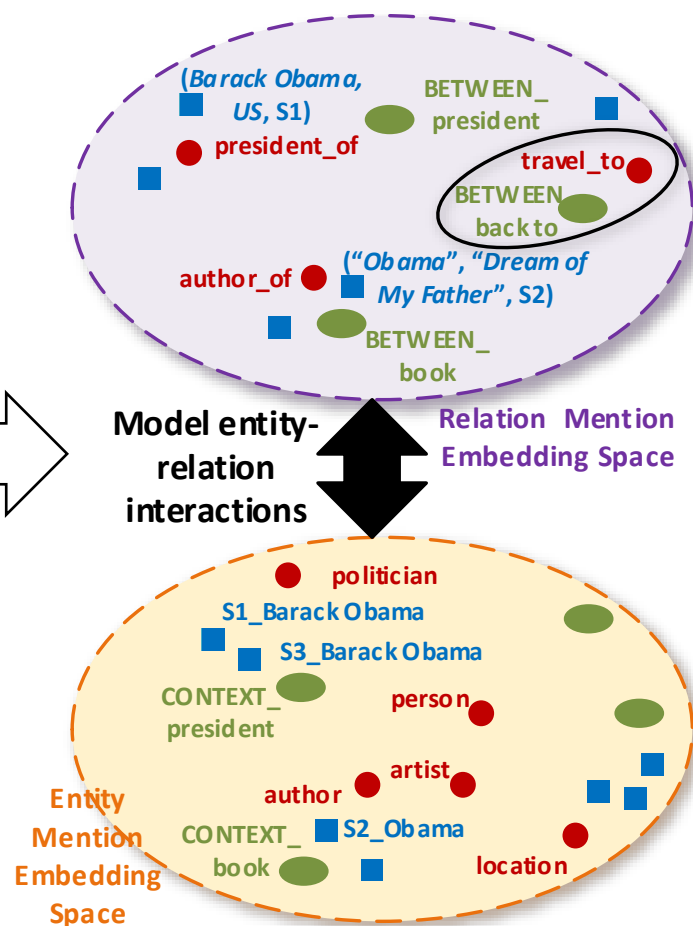 (Barack Obama,
US, S1)
president_of
BETWEEN_
president
travel_to
BETWEEN_
back to
author_of
("Obama", "Dream of
My Father", S2)
BETWEEN_
book
Model entity-
relation
interactions
Relation Mention
Embedding Space
politician
S1_Barack Obama
S3_Barack Obama
CONTEXT_
president
person
artist
author
Entity
Mention
Embedding
Space
CONTEXT_
book
S2_Obama
location